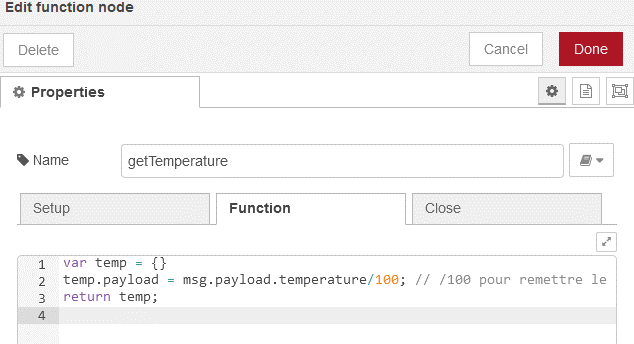 Edit function node
Delete
Cancel
Done
Properties
Name
getTemperature
Setup
Function
Close
1 var temp = {}
2 temp.payload = msg.payload.temperature/100; // /100 pour remettre le
3 return temp;
4